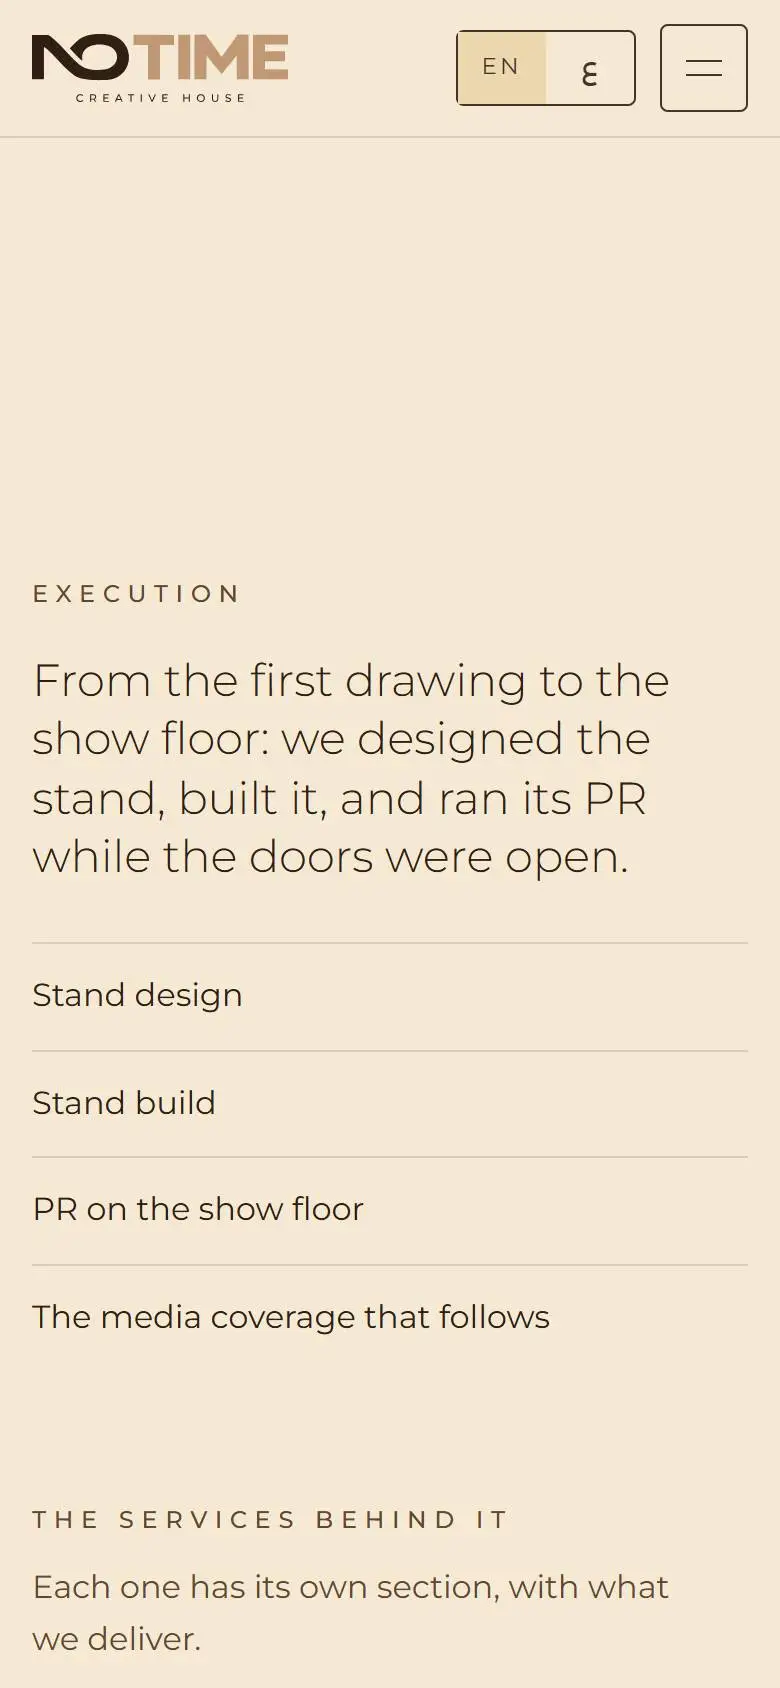 NOTIME
CREATIVE HOUSE
EN
ع
EXECUTION
From the first drawing to the
show floor: we designed the
stand, built it, and ran its PR
while the doors were open.
Stand design
Stand build
PR on the show floor
The media coverage that follows
THE SERVICES BEHIND IT
Each one has its own section, with what
we deliver.